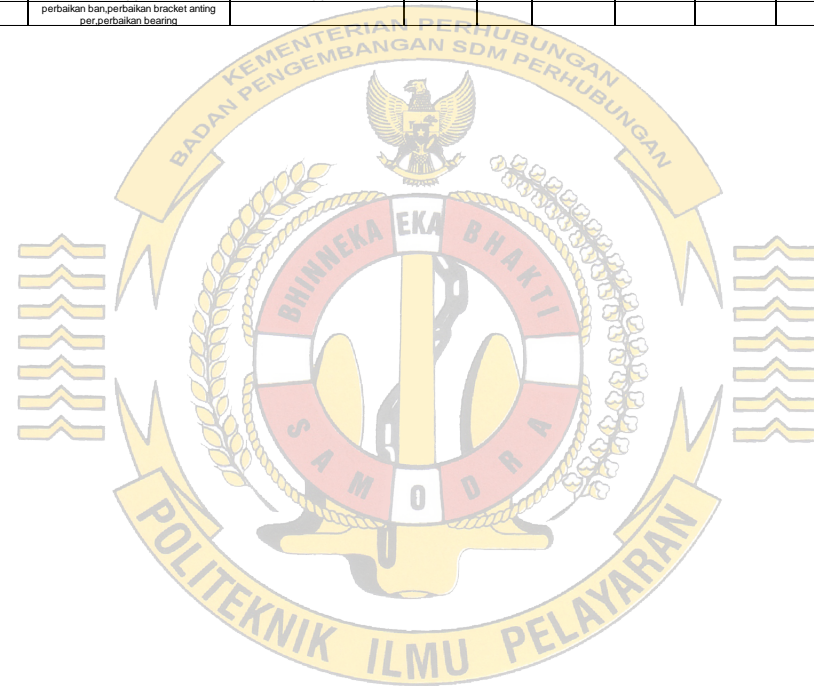 perbaikan ban,perbaikan bracket anting
per,perbaikan bearing
KEMENTERIAN PERHUBUNGAN
BADAN PENGEMBANGAN SDM PERHUBUNGAN
BHINNEKA EKA BHAKTI
SAMODRA
POLITEKNIK ILMU PELAYARAN